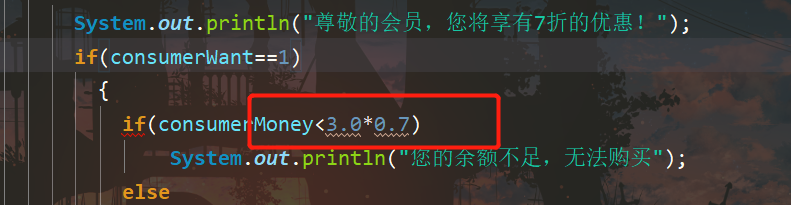 System.out.println("尊敬的会员，您将享有7折的优惠！");
if(consumerWant==1)
{
if(consumerMoney<3.0*0.7)
System.out.println("您的余额不足，无法购买");
else